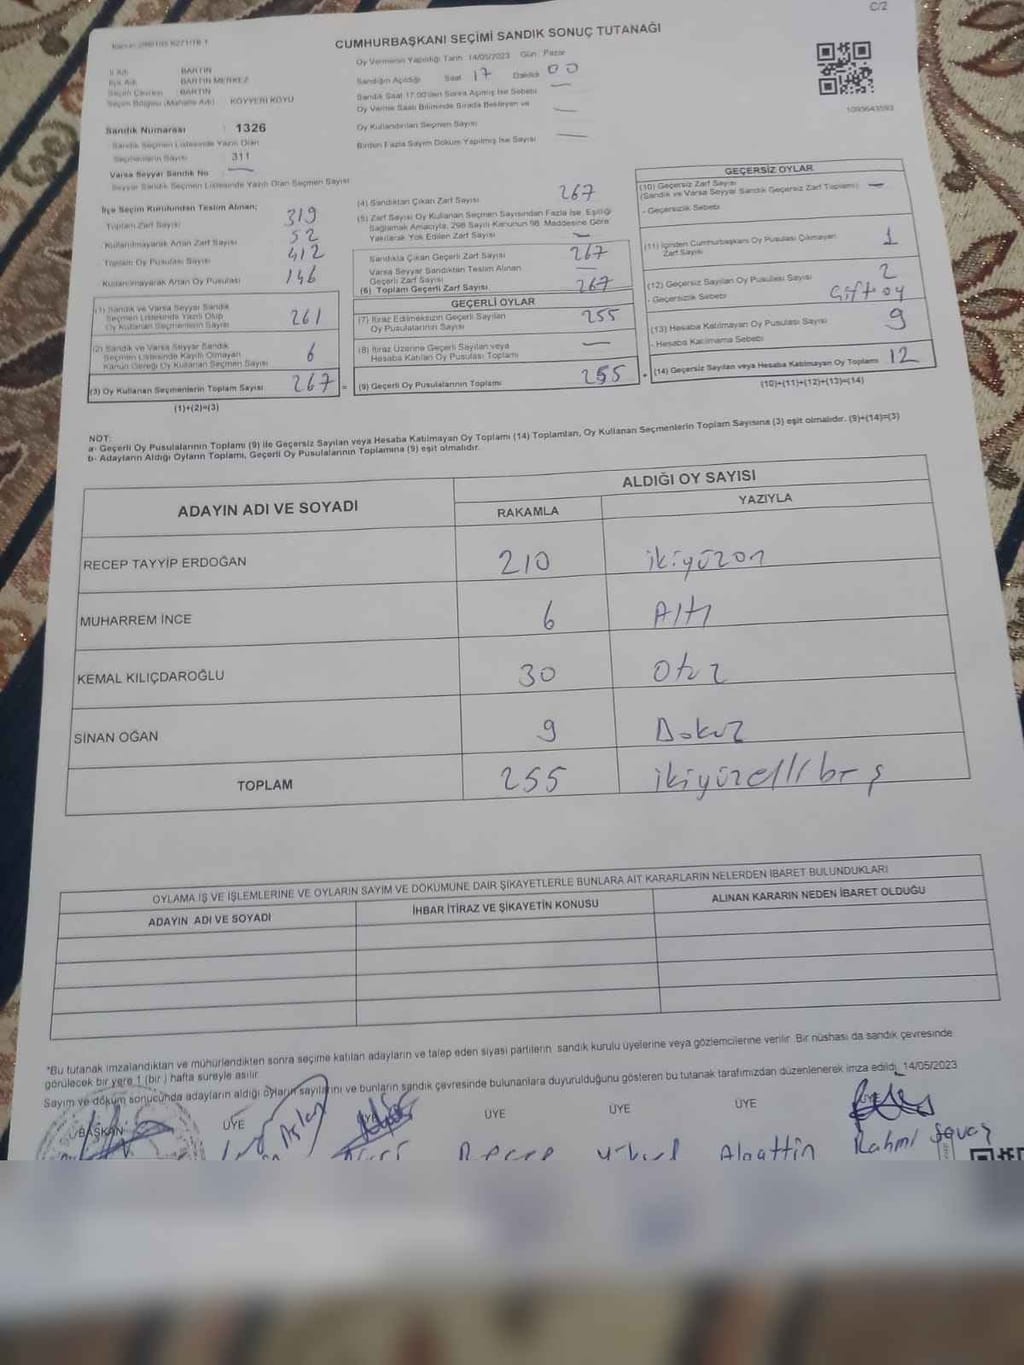 C/2
CUMHURBAŞKANI SEÇİMİ SANDIK SONUÇ TUTANAĞI
Oy Vermenin Yapıldığı Tarih: 14/05/2023 Gün: Pazar
İl Adı : BARTIN
İlçe Adı : BARTIN MERKEZ
Seçim Çevresi : BARTIN
Seçim Bölgesi (Mahalle Adı) : KÖYYERİ KÖYÜ
Sandığın Açıldığı Saat 17 Dakika 00
Sandık Saat 17:00'den Sonra Açılmış İse Sebebi
Oy Verme Saati Bitiminde Sırada Bekleyen ve
Oy Kullandırılan Seçmen Sayısı
Birden Fazla Sayım Döküm Yapılmış İse Sayısı
1095643593
Sandık Numarası : 1326
Sandık Seçmen Listesinde Yazılı Olan
Seçmenlerin Sayısı : 311
Varsa Seyyar Sandık No
Seyyar Sandık Seçmen Listesinde Yazılı Olan Seçmen Sayısı
İlçe Seçim Kurulundan Teslim Alınan;
Toplam Zarf Sayısı 319
Kullanılmayarak Artan Zarf Sayısı 52
Toplam Oy Pusulası Sayısı 412
Kullanılmayarak Artan Oy Pusulası 146
(1) Sandık ve Varsa Seyyar Sandık
Seçmen Listesinde Yazılı Olup
Oy Kullanan Seçmenlerin Sayısı 261
(2) Sandık ve Varsa Seyyar Sandık
Seçmen Listesinde Kayıtlı Olmayan
Kanun Gereği Oy Kullanan Seçmen Sayısı 6
(3) Oy Kullanan Seçmenlerin Toplam Sayısı 267 =
(1)+(2)=(3)
(4) Sandıktan Çıkan Zarf Sayısı 267
(5) Zarf Sayısı Oy Kullanan Seçmen Sayısından Fazla İse, Eşitliği
Sağlamak Amacıyla, 298 Sayılı Kanunun 98. Maddesine Göre
Yakılarak Yok Edilen Zarf Sayısı –
Sandıkta Çıkan Geçerli Zarf Sayısı 267
Varsa Seyyar Sandıktan Teslim Alınan
Geçerli Zarf Sayısı —
(6) Toplam Geçerli Zarf Sayısı 267
GEÇERLİ OYLAR
(7) İtiraz Edilmeksizin Geçerli Sayılan
Oy Pusulalarının Sayısı 255
(8) İtiraz Üzerine Geçerli Sayılan veya
Hesaba Katılan Oy Pusulası Toplamı —
(9) Geçerli Oy Pusulalarının Toplamı 255 +
GEÇERSİZ OYLAR
(10) Geçersiz Zarf Sayısı
(Sandık ve Varsa Seyyar Sandık Geçersiz Zarf Toplamı) –
- Geçersizlik Sebebi
(11) İçinden Cumhurbaşkanı Oy Pusulası Çıkmayan
Zarf Sayısı 1
(12) Geçersiz Sayılan Oy Pusulası Sayısı 2
- Geçersizlik Sebebi Çift oy
(13) Hesaba Katılmayan Oy Pusulası Sayısı 9
- Hesaba Katılmama Sebebi
(14) Geçersiz Sayılan veya Hesaba Katılmayan Oy Toplamı 12
(10)+(11)+(12)+(13)=(14)
NOT:
a- Geçerli Oy Pusulalarının Toplamı (9) ile Geçersiz Sayılan veya Hesaba Katılmayan Oy Toplamı (14) Toplamları, Oy Kullanan Seçmenlerin Toplam Sayısına (3) eşit olmalıdır. (9)+(14)=(3)
b- Adayların Aldığı Oyların Toplamı, Geçerli Oy Pusulalarının Toplamına (9) eşit olmalıdır.
ADAYIN ADI VE SOYADI
ALDIĞI OY SAYISI
RAKAMLA YAZIYLA
RECEP TAYYİP ERDOĞAN 210 ikiyüzon
MUHARREM İNCE 6 Altı
KEMAL KILIÇDAROĞLU 30 Otuz
SİNAN OĞAN 9 Dokuz
TOPLAM 255 ikiyüzellibeş
OYLAMA İŞ VE İŞLEMLERİNE VE OYLARIN SAYIM VE DÖKÜMÜNE DAİR ŞİKAYETLERLE BUNLARA AİT KARARLARIN NELERDEN İBARET BULUNDUKLARI
ADAYIN ADI VE SOYADI İHBAR İTİRAZ VE ŞİKAYETİN KONUSU ALINAN KARARIN NEDEN İBARET OLDUĞU
*Bu tutanak imzalandıktan ve mühürlendikten sonra seçime katılan adayların ve talep eden siyasi partilerin sandık kurulu üyelerine veya gözlemcilerine verilir. Bir nüshası da sandık çevresinde
görülecek bir yere 1 (bir) hafta süreyle asılır.
Sayım ve döküm sonucunda adayların aldığı oyların sayılarını ve bunların sandık çevresinde bulunanlara duyurulduğunu gösteren bu tutanak tarafımızdan düzenlenerek imza edildi. 14/05/2023
BAŞKAN ÜYE ÜYE ÜYE ÜYE ÜYE ÜYE
Aslan Recep Alaattin Rahmi Savaş